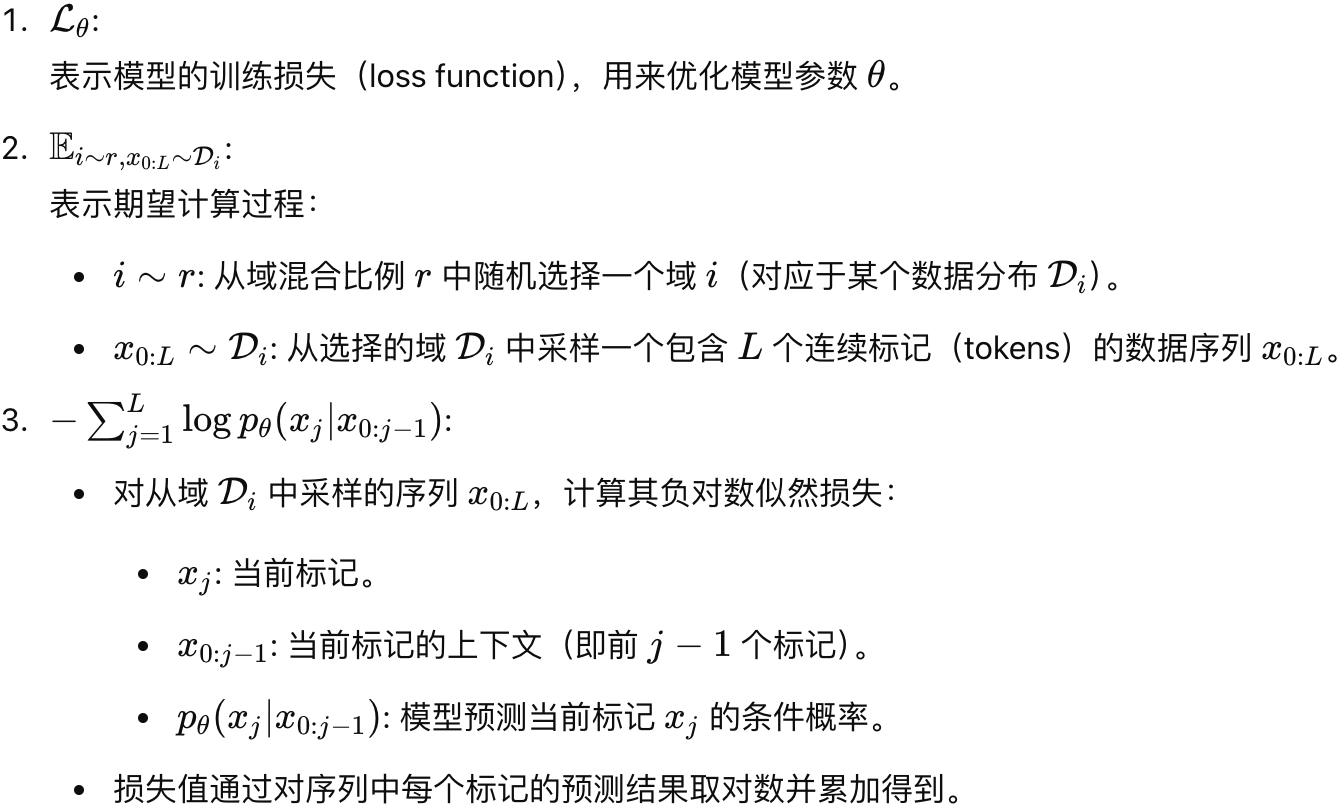 1. $\mathcal{L}_{\theta}$:
表示模型的训练损失（loss function），用来优化模型参数 $\theta$。
2. $\mathbb{E}_{i \sim r, x_{0:L} \sim \mathcal{D}_i}$:
表示期望计算过程：
• $i \sim r$: 从域混合比例 $r$ 中随机选择一个域 $i$（对应于某个数据分布 $\mathcal{D}_i$）。
• $x_{0:L} \sim \mathcal{D}_i$: 从选择的域 $\mathcal{D}_i$ 中采样一个包含 $L$ 个连续标记（tokens）的数据序列 $x_{0:L}$。
3. $-\sum_{j=1}^{L} \log p_{\theta}(x_j|x_{0:j-1})$:
• 对从域 $\mathcal{D}_i$ 中采样的序列 $x_{0:L}$，计算其负对数似然损失：
• $x_j$: 当前标记。
• $x_{0:j-1}$: 当前标记的上下文（即前 $j-1$ 个标记）。
• $p_{\theta}(x_j|x_{0:j-1})$: 模型预测当前标记 $x_j$ 的条件概率。
• 损失值通过对序列中每个标记的预测结果取对数并累加得到。